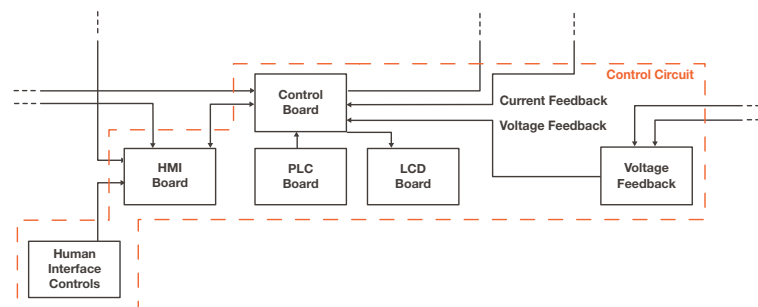 Control Circuit
Control
Board
Current Feedback
Voltage Feedback
HMI
Board
PLC
Board
LCD
Board
Voltage
Feedback
Human
Interface
Controls